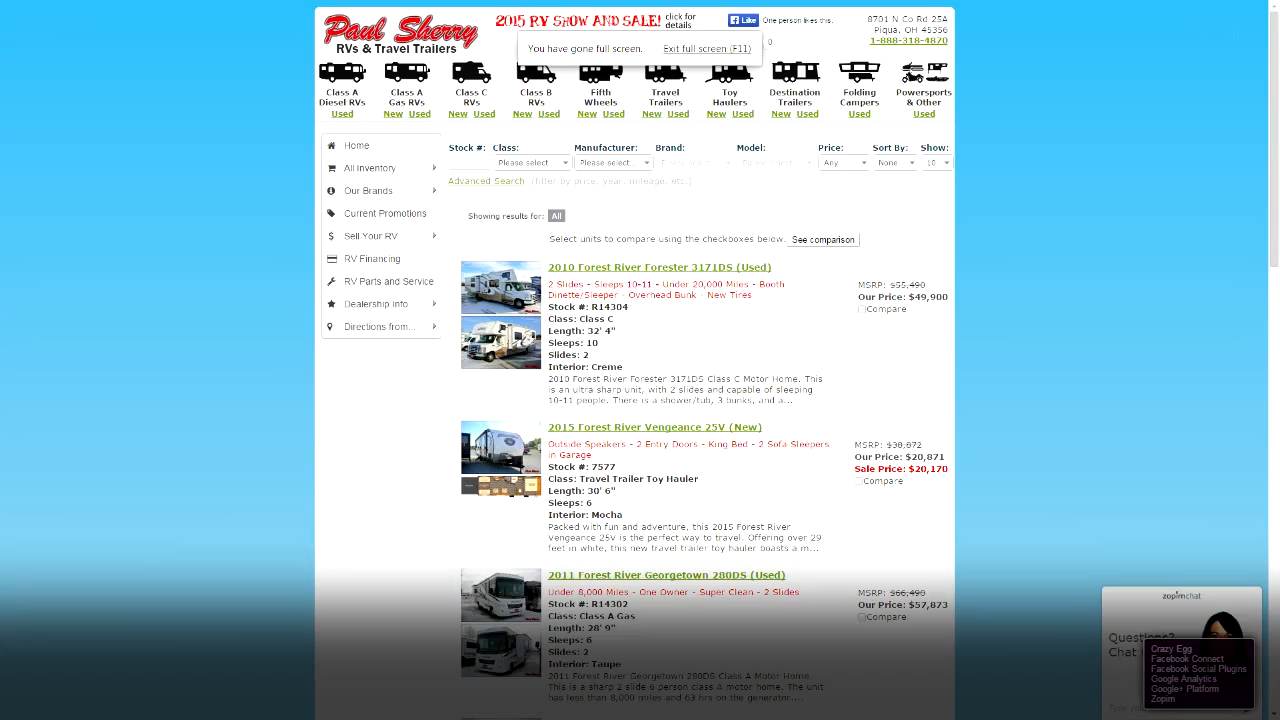 Paul Sherry
RVs & Travel Trailers
2015 RV SHOW AND SALE!
click for
details
Like
One person likes this.
0
8701 N Co Rd 25A
Piqua, OH 45356
1-888-318-4870
You have gone full screen. Exit full screen (F11)
Class A
Diesel RVs
Used
Class A
Gas RVs
New Used
Class C
RVs
New Used
Class B
RVs
New Used
Fifth
Wheels
New Used
Travel
Trailers
New Used
Toy
Haulers
New Used
Destination
Trailers
New Used
Folding
Campers
Used
Powersports
& Other
Used
Home
All Inventory
Our Brands
Current Promotions
Sell Your RV
RV Financing
RV Parts and Service
Dealership Info
Directions from...
Stock #: Class: Manufacturer: Brand: Model: Price: Sort By: Show:
Please select Please select... Please select... Please select Any None 10
Advanced Search (filter by price, year, mileage, etc.)
Showing results for: All
Select units to compare using the checkboxes below. See comparison
2010 Forest River Forester 3171DS (Used)
2 Slides - Sleeps 10-11 - Under 20,000 Miles - Booth
Dinette/Sleeper - Overhead Bunk - New Tires
Stock #: R14304
Class: Class C
Length: 32' 4"
Sleeps: 10
Slides: 2
Interior: Creme
2010 Forest River Forester 3171DS Class C Motor Home. This
is an ultra sharp unit, with 2 slides and capable of sleeping
10-11 people. There is a shower/tub, 3 bunks, and a...
MSRP: $55,490
Our Price: $49,900
Compare
2015 Forest River Vengeance 25V (New)
Outside Speakers - 2 Entry Doors - King Bed - 2 Sofa Sleepers
in Garage
Stock #: 7577
Class: Travel Trailer Toy Hauler
Length: 30' 6"
Sleeps: 6
Interior: Mocha
Packed with fun and adventure, this 2015 Forest River
Vengeance 25V is the perfect way to travel. Offering over 29
feet in white, this new travel trailer toy hauler boasts a m...
MSRP: $38,872
Our Price: $20,871
Sale Price: $20,170
Compare
2011 Forest River Georgetown 280DS (Used)
Under 8,000 Miles - One Owner - Super Clean - 2 Slides
Stock #: R14302
Class: Class A Gas
Length: 28' 9"
Sleeps: 6
Slides: 2
Interior: Taupe
2011 Forest River Georgetown 280DS Class A Motor Home.
This is a sharp 2 slide 6 person class A motor home. The unit
has less than 8,000 miles and 63 hrs on the generator....
MSRP: $66,490
Our Price: $57,873
Compare
zopim chat
Questions?
Chat
Crazy Egg
Facebook Connect
Facebook Social Plugins
Google Analytics
Google+ Platform
Zopim